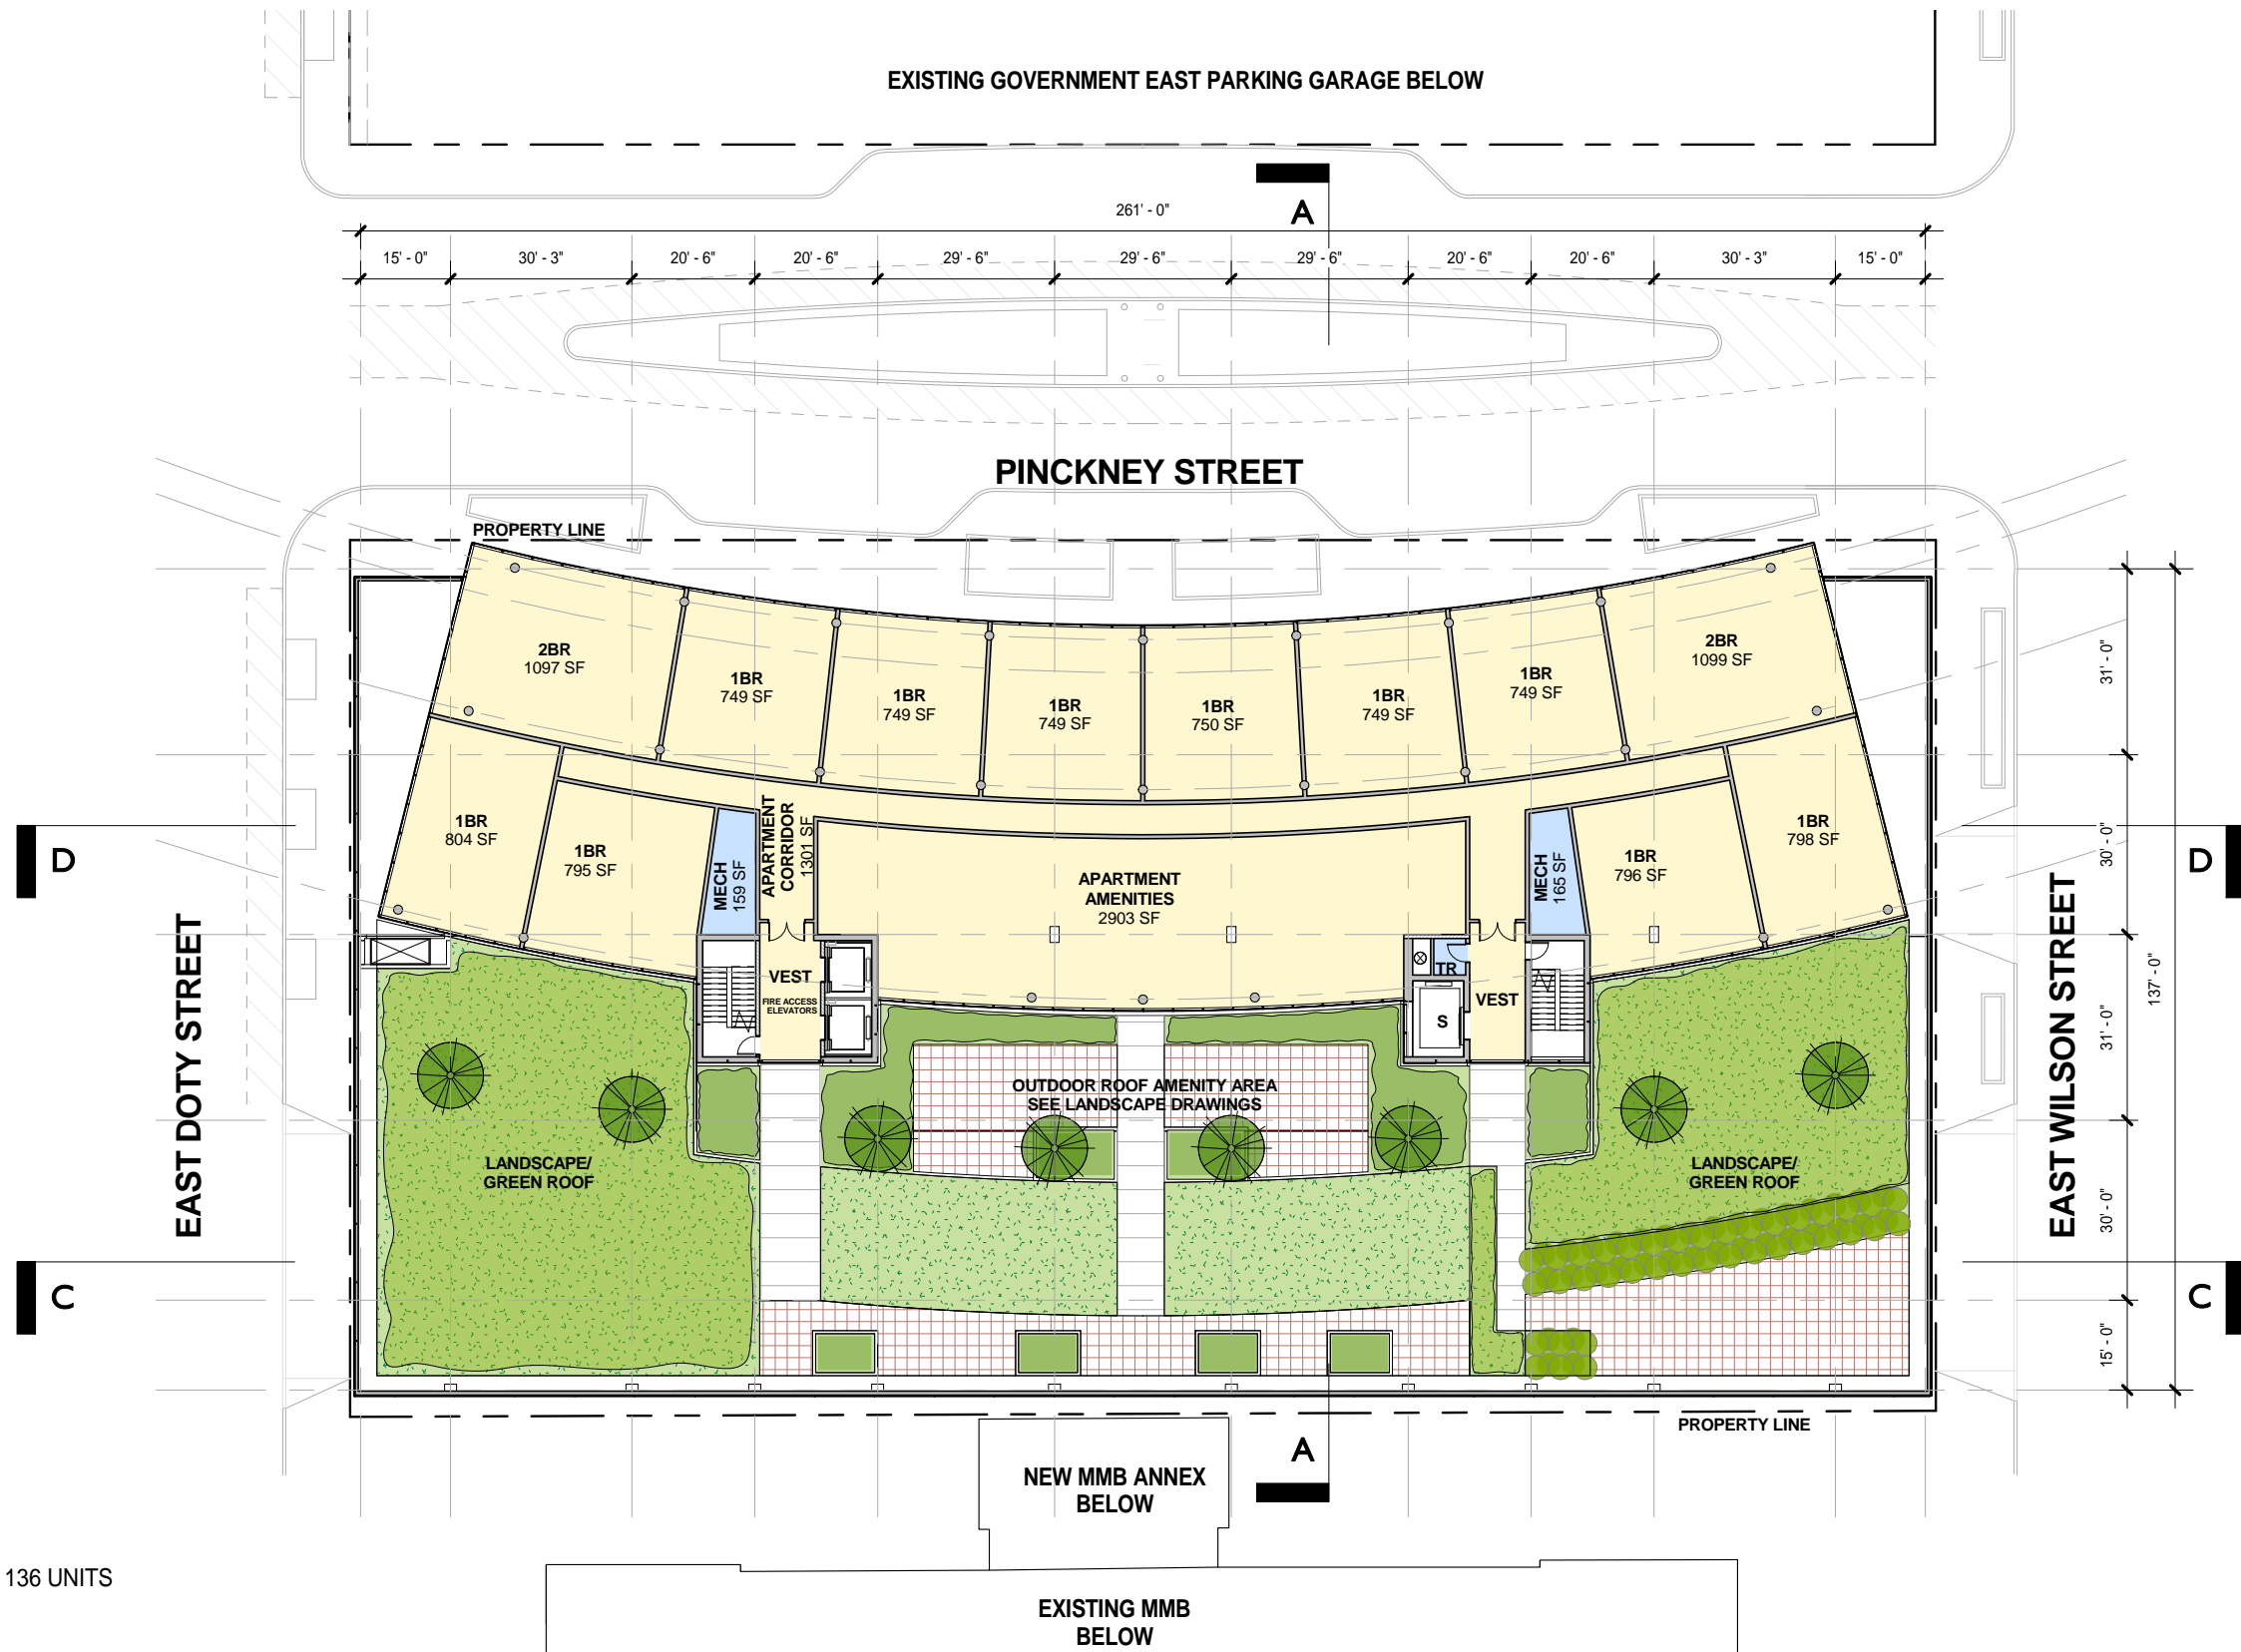 EXISTING GOVERNMENT EAST PARKING GARAGE BELOW
A
261' - 0"
15' - 0"
30' - 3"
20' - 6"
20' - 6"
29' - 6"
29' - 6"
29' - 6"
20' - 6"
20' - 6"
30' - 3"
15' - 0"
PINCKNEY STREET
PROPERTY LINE
2BR
1097 SF
1BR
749 SF
1BR
749 SF
1BR
749 SF
1BR
750 SF
1BR
749 SF
1BR
749 SF
2BR
1099 SF
31' - 0"
30' - 0"
31' - 0"
30' - 0"
15' - 0"
137' - 0"
D
1BR
804 SF
1BR
795 SF
MECH
159 SF
APARTMENT
CORRIDOR
1301 SF
APARTMENT
AMENITIES
2903 SF
MECH
165 SF
1BR
796 SF
1BR
798 SF
D
EAST DOTY STREET
VEST
FIRE ACCESS
ELEVATORS
TR
S
VEST
EAST WILSON STREET
OUTDOOR ROOF AMENITY AREA
SEE LANDSCAPE DRAWINGS
LANDSCAPE/
GREEN ROOF
LANDSCAPE/
GREEN ROOF
C
C
PROPERTY LINE
A
NEW MMB ANNEX
BELOW
136 UNITS
EXISTING MMB
BELOW